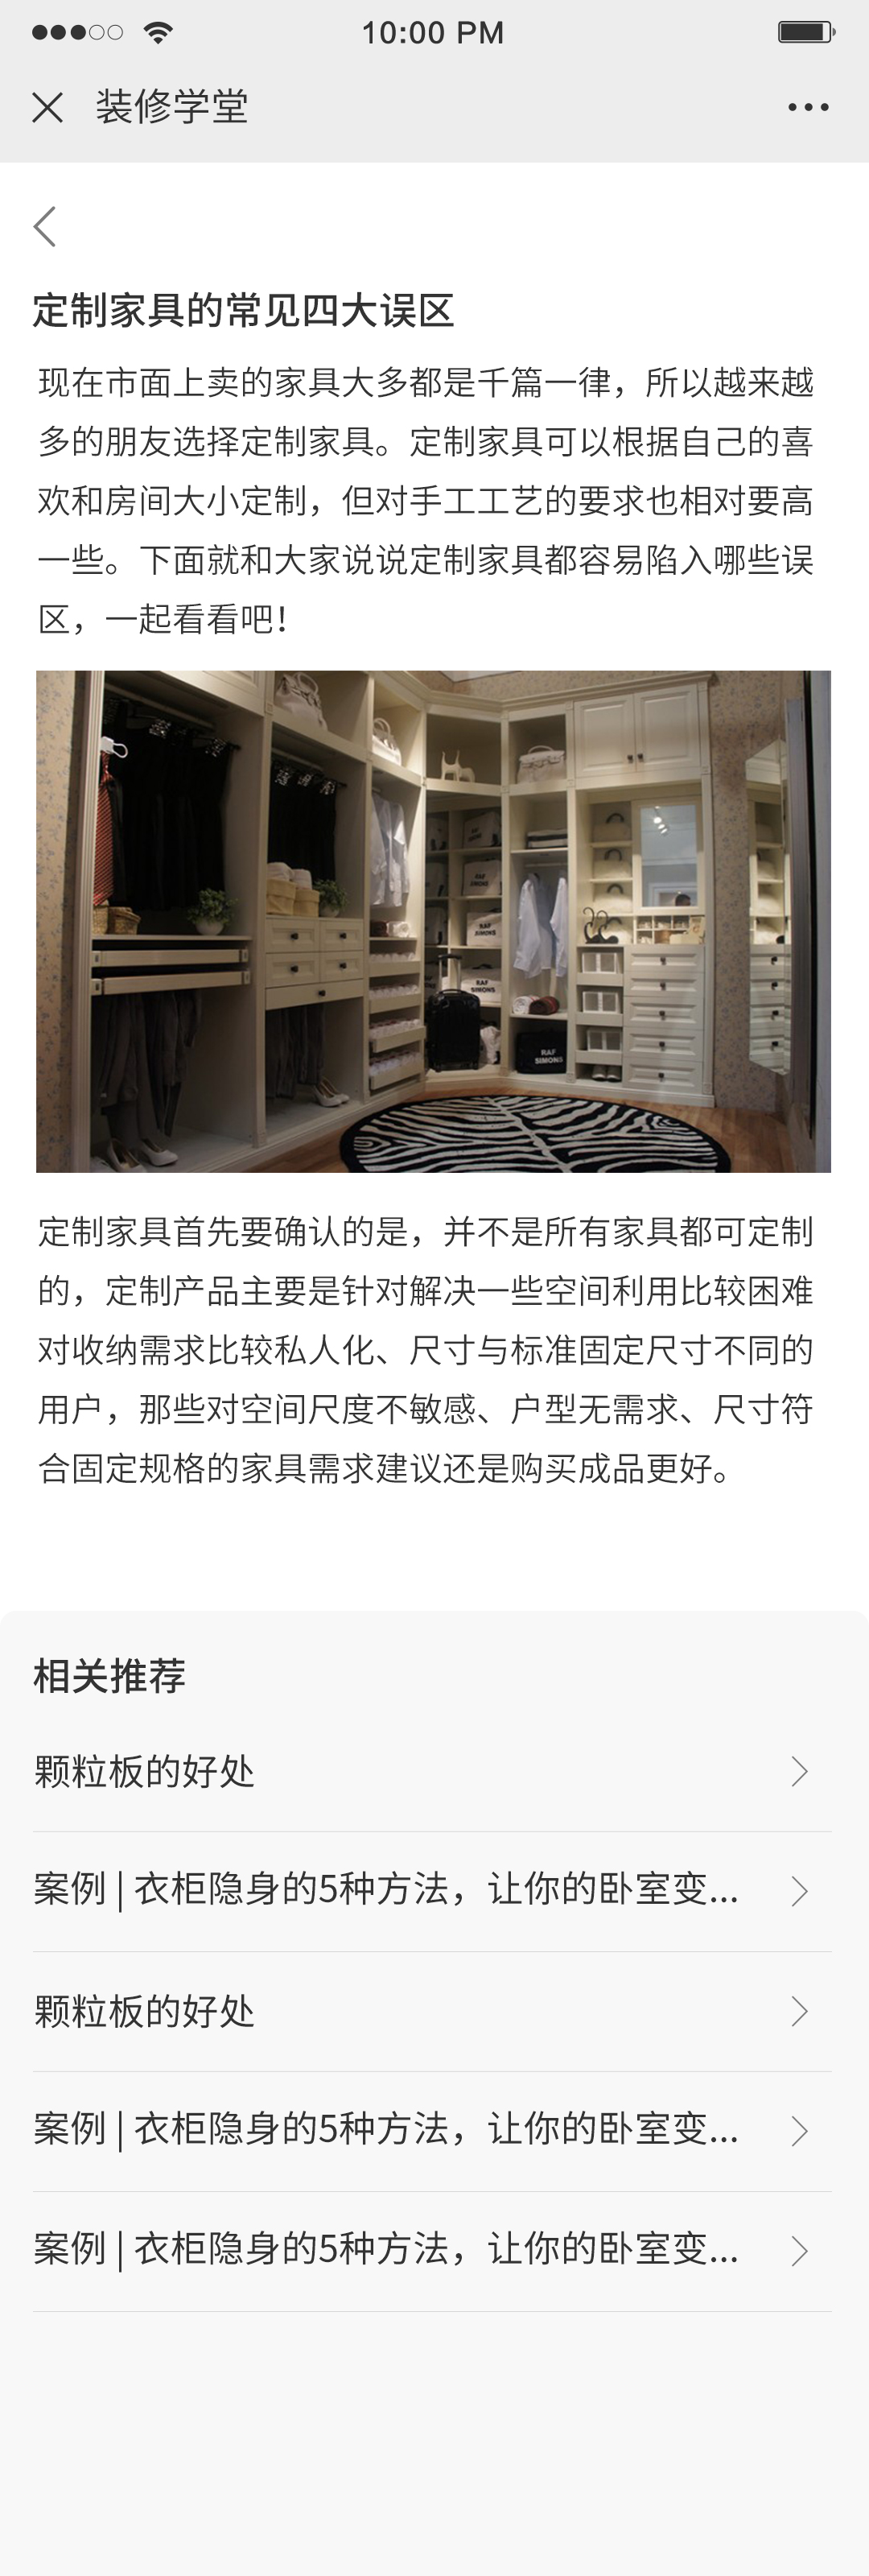 10:00 PM
装修学堂
定制家具的常见四大误区
现在市面上卖的家具大多都是千篇一律，所以越来越
多的朋友选择定制家具。定制家具可以根据自己的喜
欢和房间大小定制，但对手工工艺的要求也相对要高
一些。下面就和大家说说定制家具都容易陷入哪些误
区，一起看看吧！
RAF
SIMONS
RAF
SIMONS
RAF
SIMONS
RAF
SIMONS
定制家具首先要确认的是，并不是所有家具都可定制
的，定制产品主要是针对解决一些空间利用比较困难
对收纳需求比较私人化、尺寸与标准固定尺寸不同的
用户，那些对空间尺度不敏感、户型无需求、尺寸符
合固定规格的家具需求建议还是购买成品更好。
相关推荐
颗粒板的好处
案例 | 衣柜隐身的5种方法，让你的卧室变...
颗粒板的好处
案例 | 衣柜隐身的5种方法，让你的卧室变...
案例 | 衣柜隐身的5种方法，让你的卧室变...